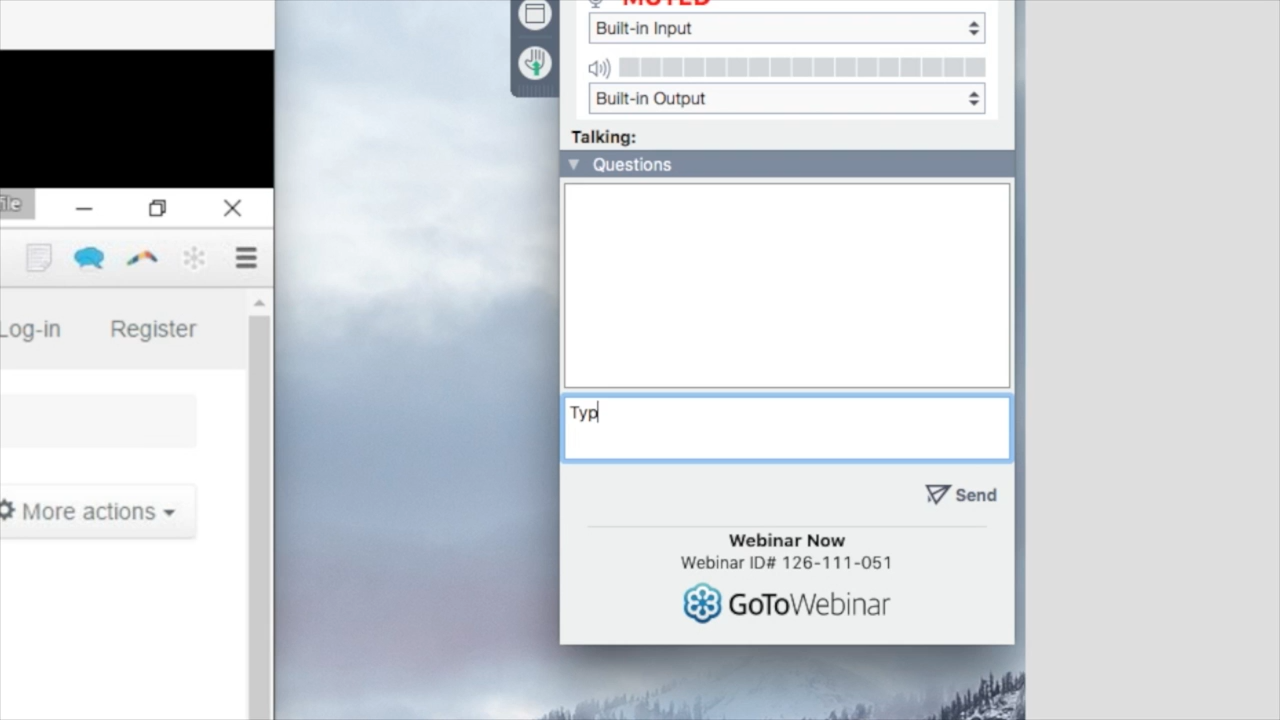 MUTED
Built-in Input
Built-in Output
Talking:
Questions
Typ
Send
Webinar Now
Webinar ID# 126-111-051
GoToWebinar
Log-in
Register
More actions